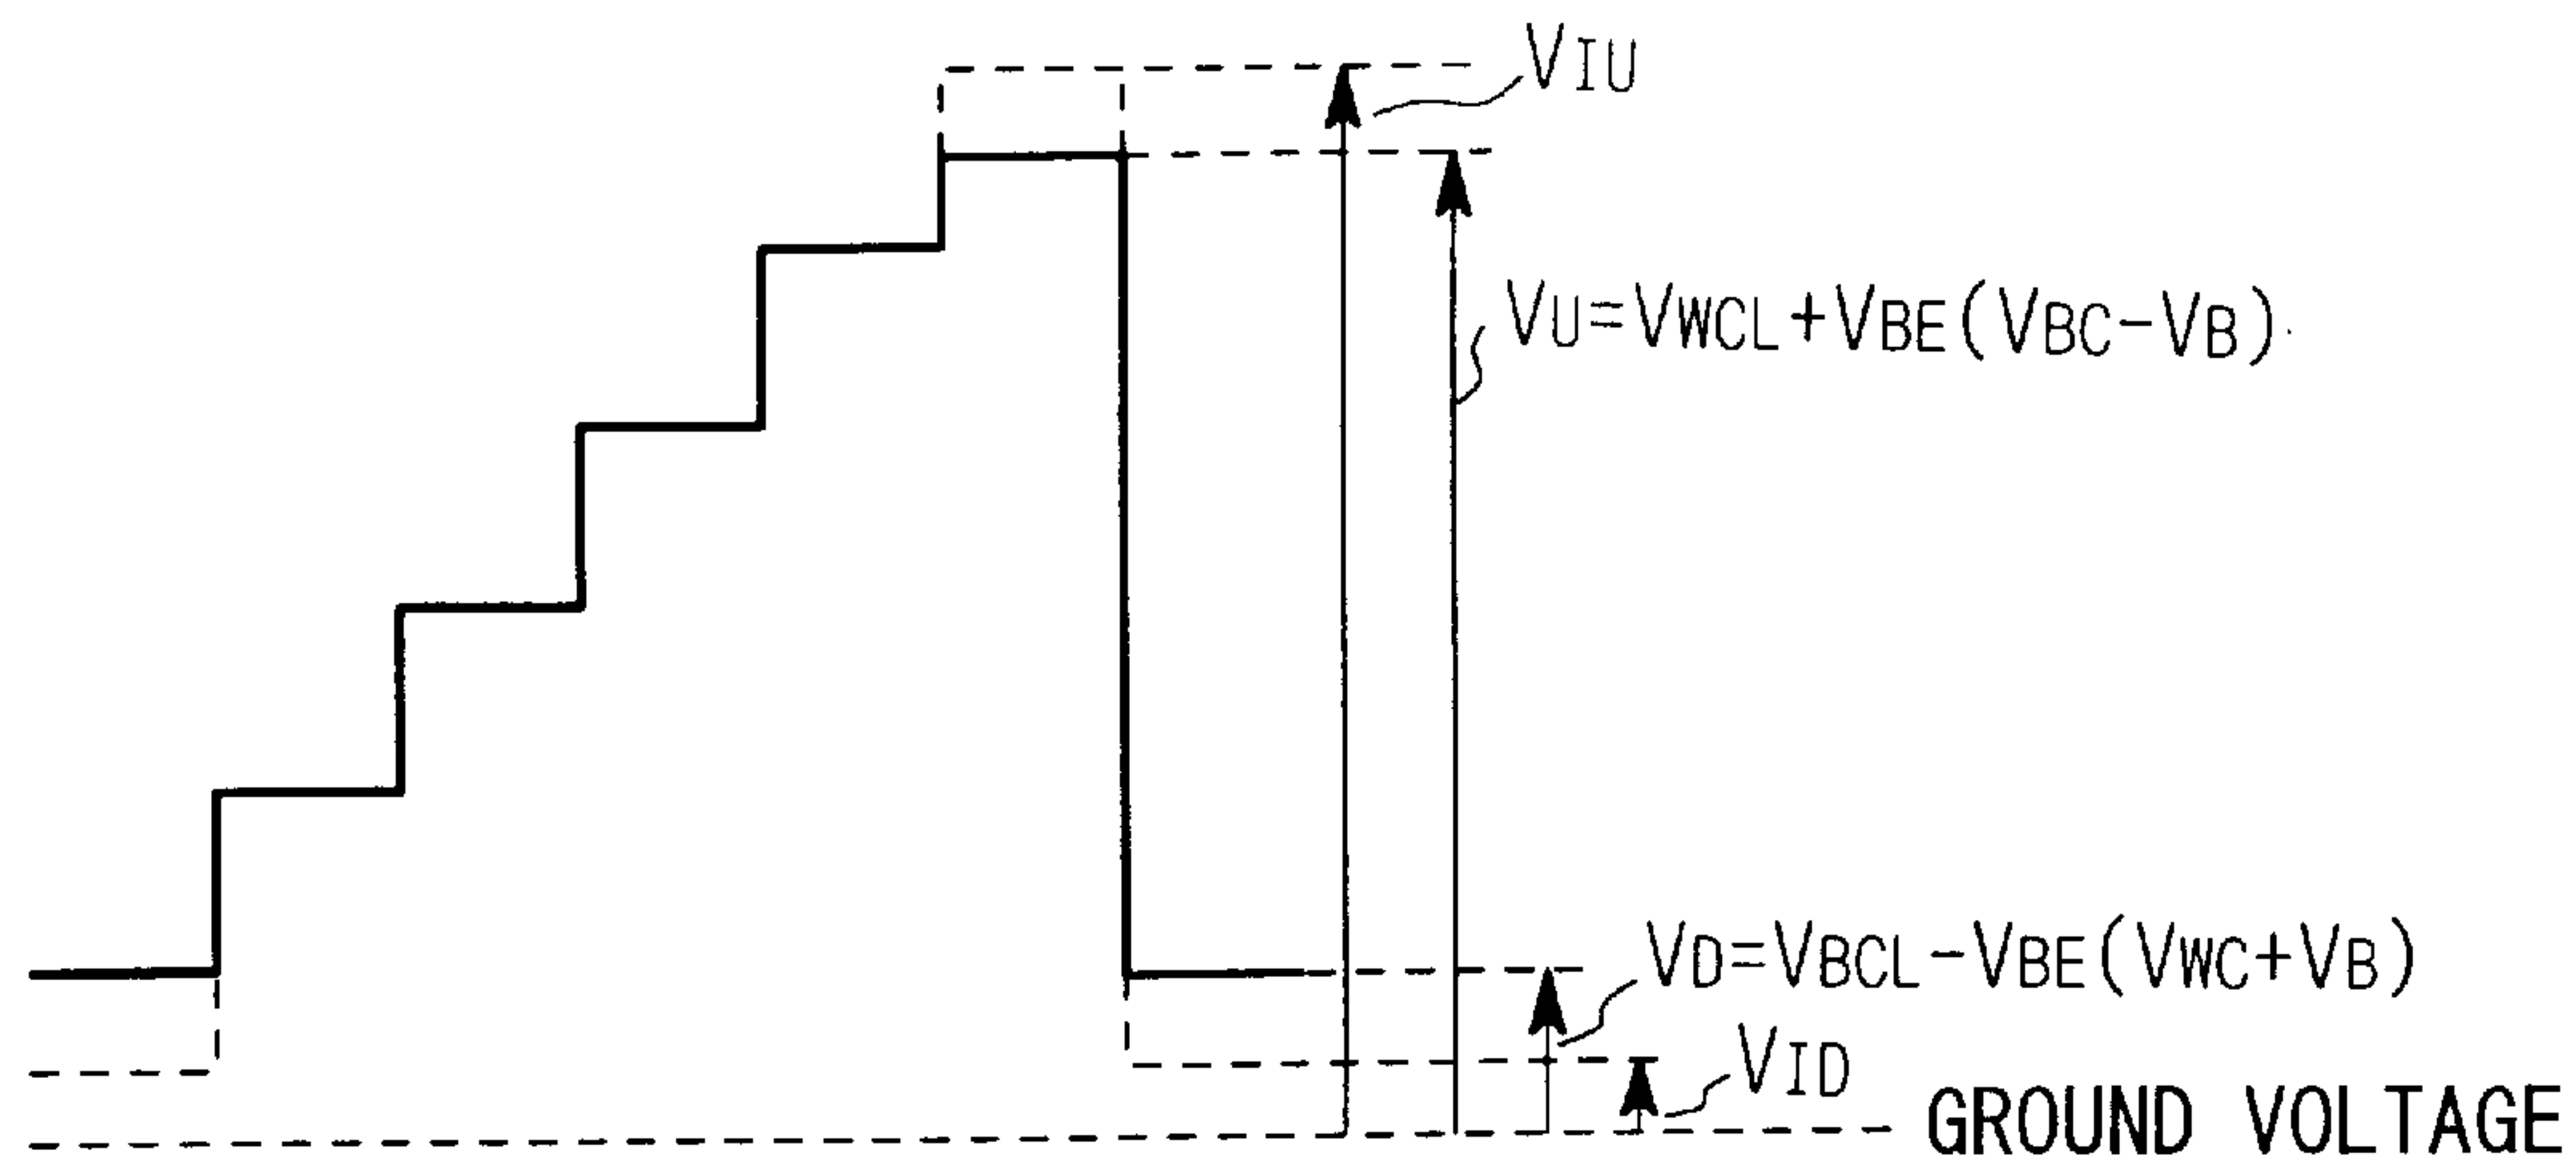 VIU
VU=VWCL+VBE(VBC-VB)
VD=VBCL-VBE(VWC+VB)
VID
GROUND VOLTAGE